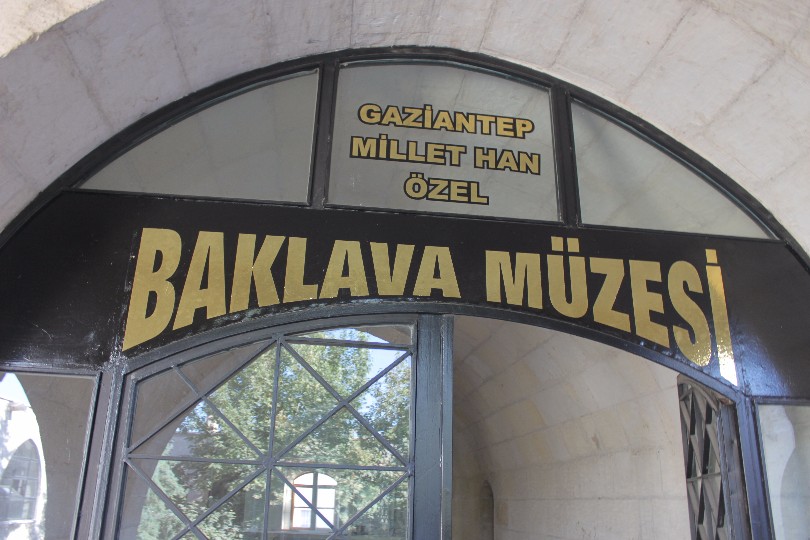 GAZİANTEP
MİLLET HAN
ÖZEL
BAKLAVA MÜZESİ